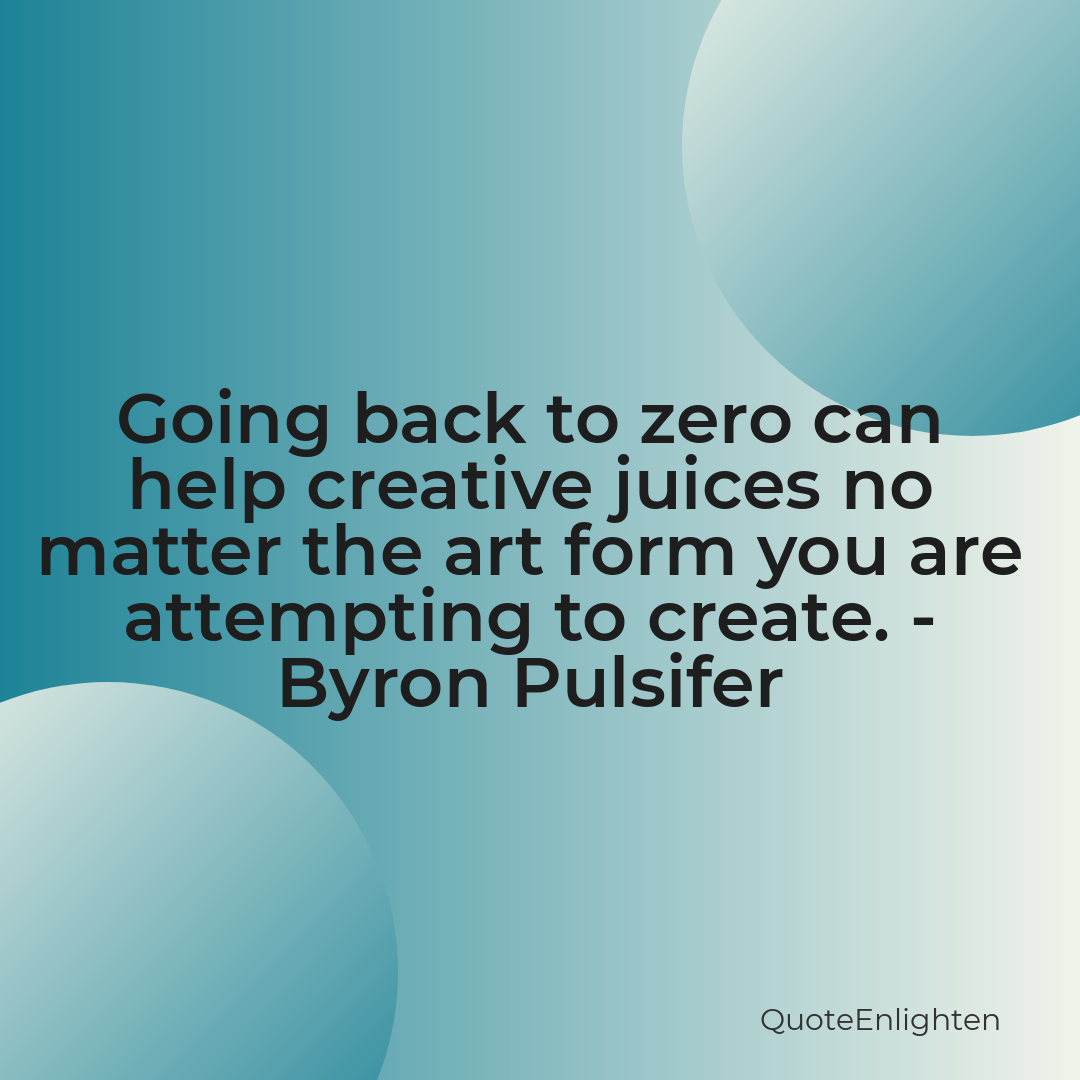 Going back to zero can
help creative juices no
matter the art form you are
attempting to create. -
Byron Pulsifer
QuoteEnlighten